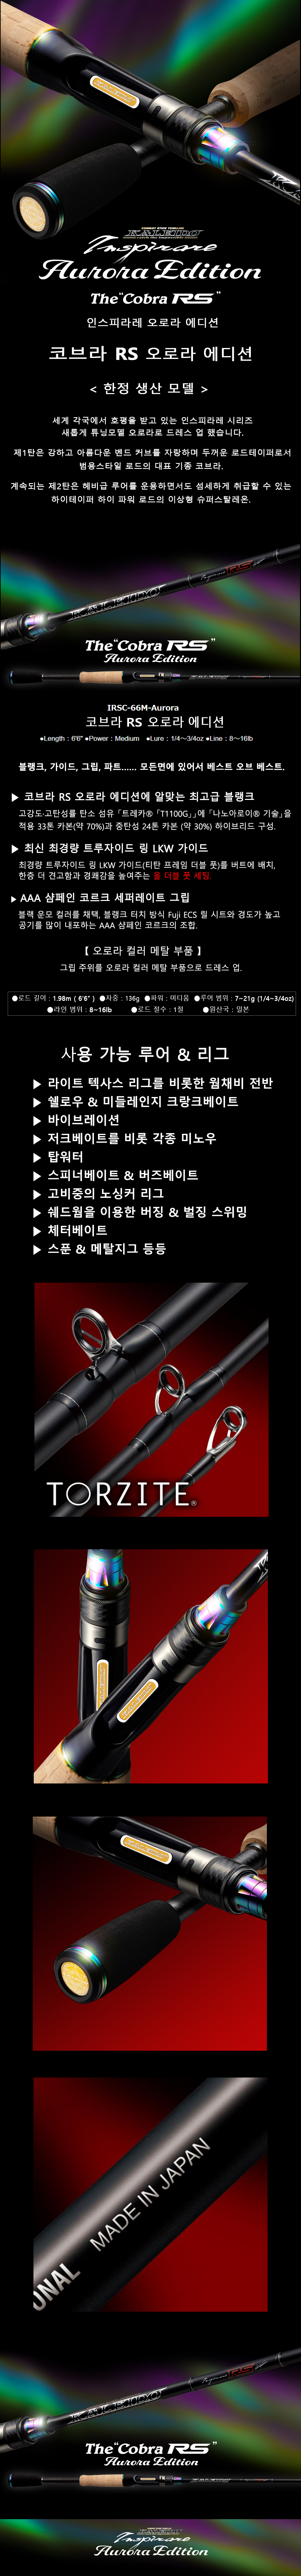 COMBAT STICK TEMUJIN
KALEIDO
Inspirare
Aurora Edition
The "Cobra RS"
인스피라레 오로라 에디션
코브라 RS 오로라 에디션
< 한정 생산 모델 >
세계 각국에서 호평을 받고 있는 인스피라레 시리즈
새롭게 튜닝모델 오로라로 드레스 업 했습니다.
제1탄은 강하고 아름다운 벤드 커브를 자랑하며 두꺼운 로드테이퍼로서
범용스타일 로드의 대표 기종 코브라.
계속되는 제2탄은 헤비급 루어를 운용하면서도 섬세하게 취급할 수 있는
하이테이퍼 하이 파워 로드의 이상형 슈퍼스탈레온.
KALEIDO
Inspirare RS
The "Cobra RS"
Aurora Edition
IRSC-66M-Aurora
코브라 RS 오로라 에디션
●Length : 6'6" ●Power : Medium ●Lure : 1/4～3/4oz ●Line : 8～16lb
블랭크, 가이드, 그립, 파트...... 모든면에 있어서 베스트 오브 베스트.
▶ 코브라 RS 오로라 에디션에 알맞는 최고급 블랭크
고강도·고탄성률 탄소 섬유 「트레카® 「T1100G」」에 「나노아로이® 기술」을
적용 33톤 카본(약 70%)과 중탄성 24톤 카본 (약 30%) 하이브리드 구성.
▶ 최신 최경량 트루자이드 링 LKW 가이드
최경량 트루자이드 링 LKW 가이드(티탄 프레임 더블 풋)를 버트에 배치,
한층 더 견고함과 경쾌감을 높여주는 올 더블 풋 세팅.
▶ AAA 샴페인 코르크 세퍼레이트 그립
블랙 운모 컬러를 채택, 블랭크 터치 방식 Fuji ECS 릴 시트와 경도가 높고
공기를 많이 내포하는 AAA 샴페인 코르크의 조합.
【 오로라 컬러 메탈 부품 】
그립 주위를 오로라 컬러 메탈 부품으로 드레스 업.
●로드 길이 : 1.98m ( 6'6" ) ●자중 : 136g ●파워 : 미디움 ●루어 범위 : 7~21g (1/4~3/4oz)
●라인 범위 : 8~16lb ●로드 절수 : 1절 ●원산국 : 일본
사용 가능 루어 & 리그
▶ 라이트 텍사스 리그를 비롯한 웜채비 전반
▶ 쉘로우 & 미들레인지 크랑크베이트
▶ 바이브레이션
▶ 저크베이트를 비롯 각종 미노우
▶ 탑워터
▶ 스피너베이트 & 버즈베이트
▶ 고비중의 노싱커 리그
▶ 쉐드웜을 이용한 버징 & 벌징 스위밍
▶ 채터베이트
▶ 스푼 & 메탈지그 등등
TORZITE®
MADE IN JAPAN
ONAL
KALEIDO
Inspirare RS
The "Cobra RS"
Aurora Edition
KALEIDO
Inspirare
Aurora Edition